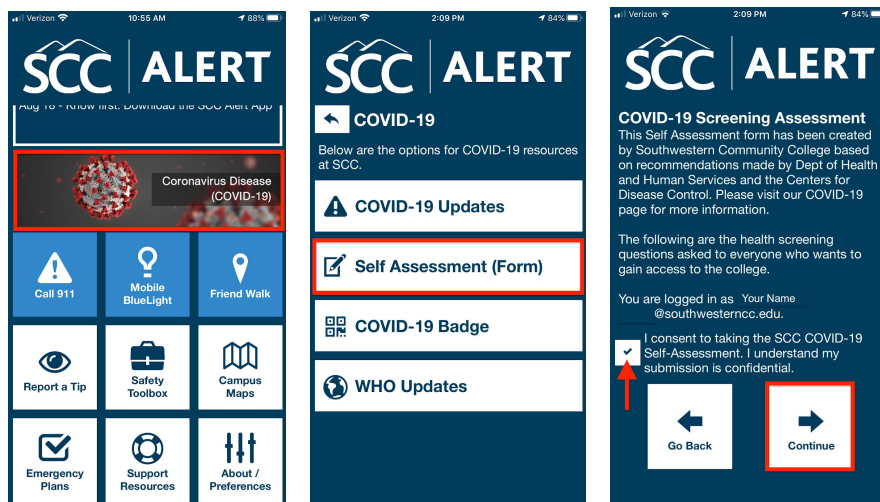 Verizon 10:55 AM 88%
SCC ALERT
Aug 18 - Know first. Download the SCC Alert App
Coronavirus Disease
(COVID-19)
Call 911
Mobile
BlueLight
Friend Walk
Report a Tip
Safety
Toolbox
Campus
Maps
Emergency
Plans
Support
Resources
About /
Preferences
Verizon 2:09 PM 84%
SCC ALERT
COVID-19
Below are the options for COVID-19 resources
at SCC.
COVID-19 Updates
Self Assessment (Form)
COVID-19 Badge
WHO Updates
Verizon 2:09 PM 84%
SCC ALERT
COVID-19 Screening Assessment
This Self Assessment form has been created
by Southwestern Community College based
on recommendations made by Dept of Health
and Human Services and the Centers for
Disease Control. Please visit our COVID-19
page for more information.
The following are the health screening
questions asked to everyone who wants to
gain access to the college.
You are logged in as Your Name
@southwesterncc.edu.
I consent to taking the SCC COVID-19
Self-Assessment. I understand my
submission is confidential.
Go Back
Continue